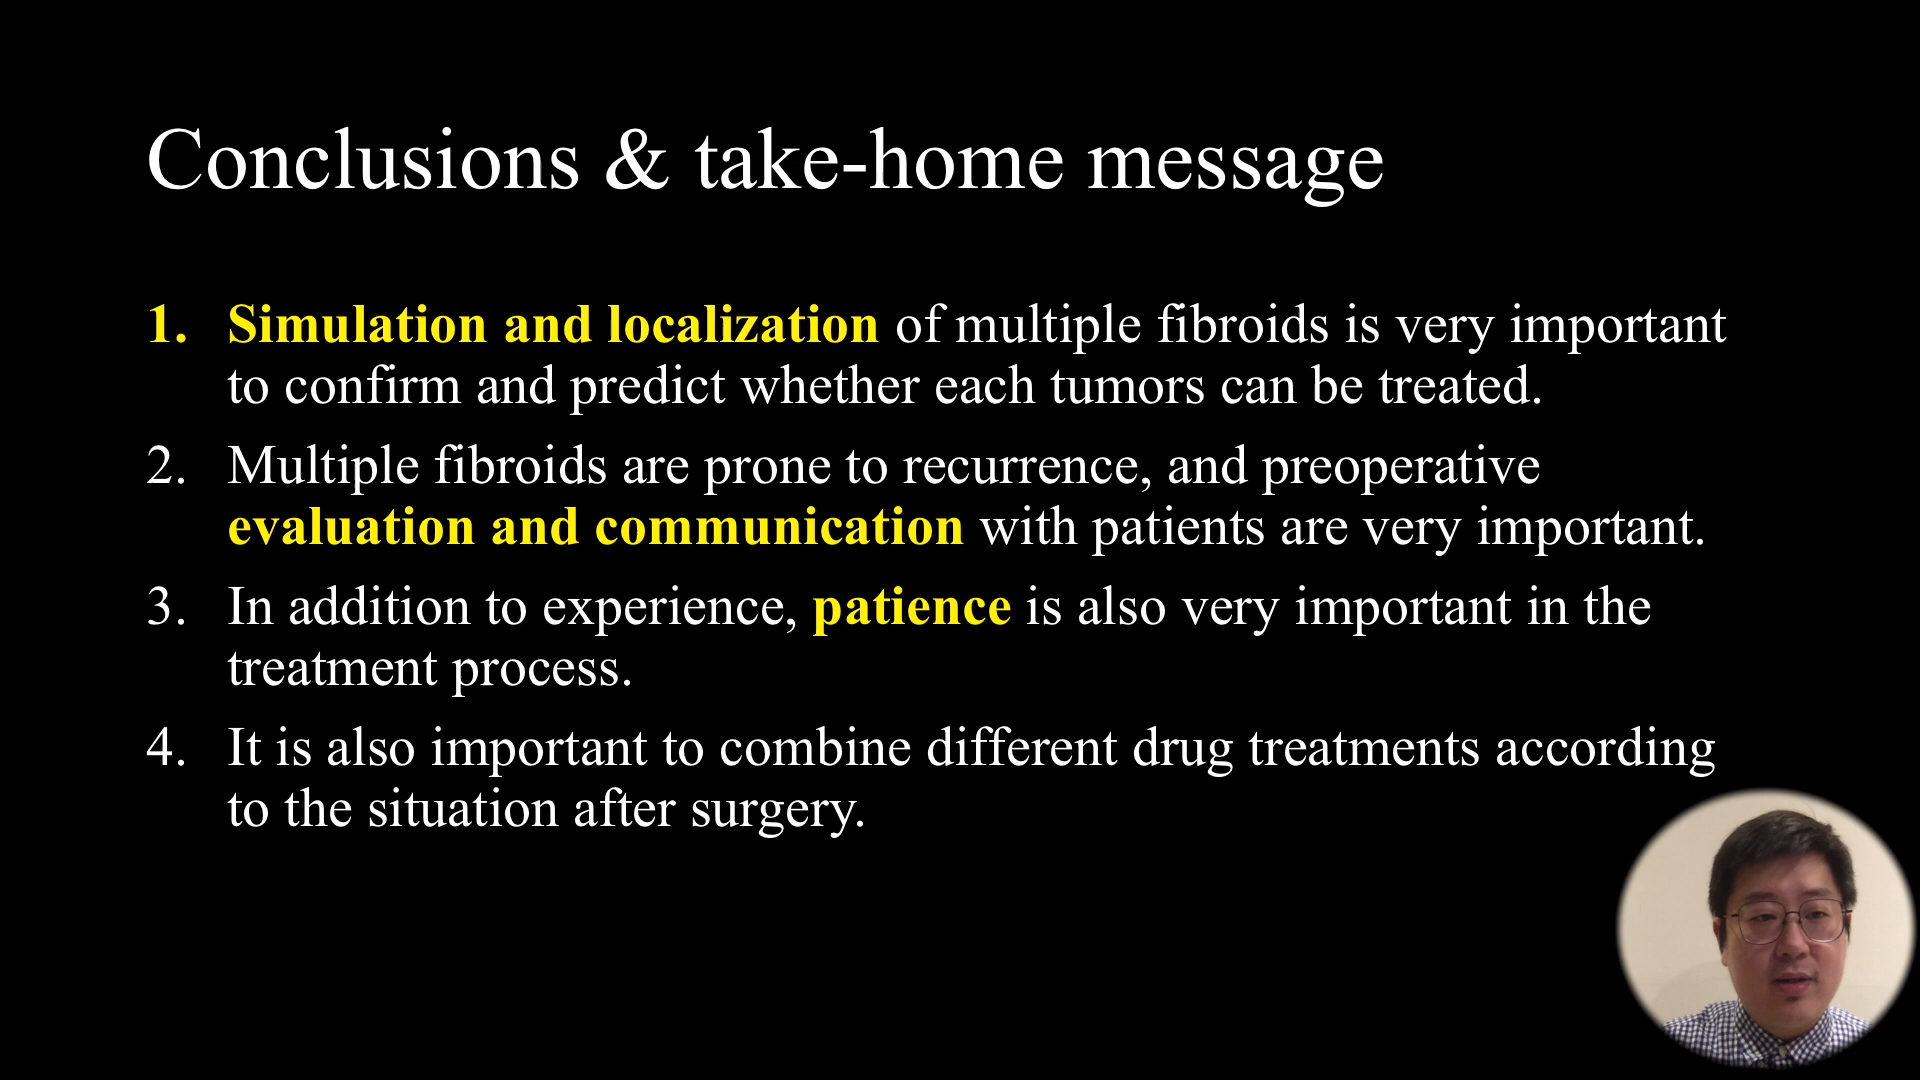 Conclusions & take-home message
1. Simulation and localization of multiple fibroids is very important
to confirm and predict whether each tumors can be treated.
2. Multiple fibroids are prone to recurrence, and preoperative
evaluation and communication with patients are very important.
3. In addition to experience, patience is also very important in the
treatment process.
4. It is also important to combine different drug treatments according
to the situation after surgery.